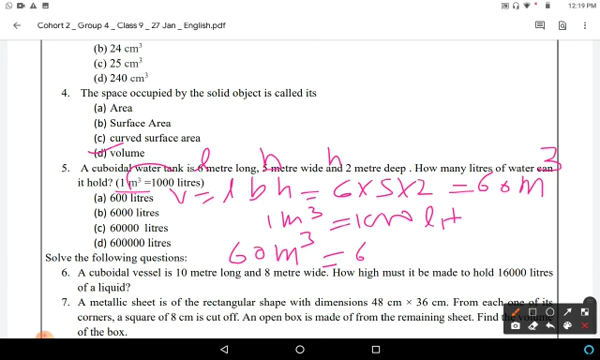 12:19 PM
Cohort 2 _ Group 4 _ Class 9 _ 27 Jan _ English.pdf
(b) 24 cm³
(c) 25 cm³
(d) 240 cm³
4. The space occupied by the solid object is called its
(a) Area
(b) Surface Area
(c) curved surface area
(d) volume
l b h
5. A cuboidal water tank is 6 metre long, 5 metre wide and 2 metre deep . How many litres of water can
it hold? (1 m³ =1000 litres)
V = l b h = 6 x 5 x 2 = 60 m³
(a) 600 litres
(b) 6000 litres
1 m³ = 1000 lit
(c) 60000 litres
(d) 600000 litres
60 m³ = 6
Solve the following questions:
6. A cuboidal vessel is 10 metre long and 8 metre wide. How high must it be made to hold 16000 litres
of a liquid?
7. A metallic sheet is of the rectangular shape with dimensions 48 cm × 36 cm. From each one of its
corners, a square of 8 cm is cut off. An open box is made of from the remaining sheet. Find the volume
of the box.